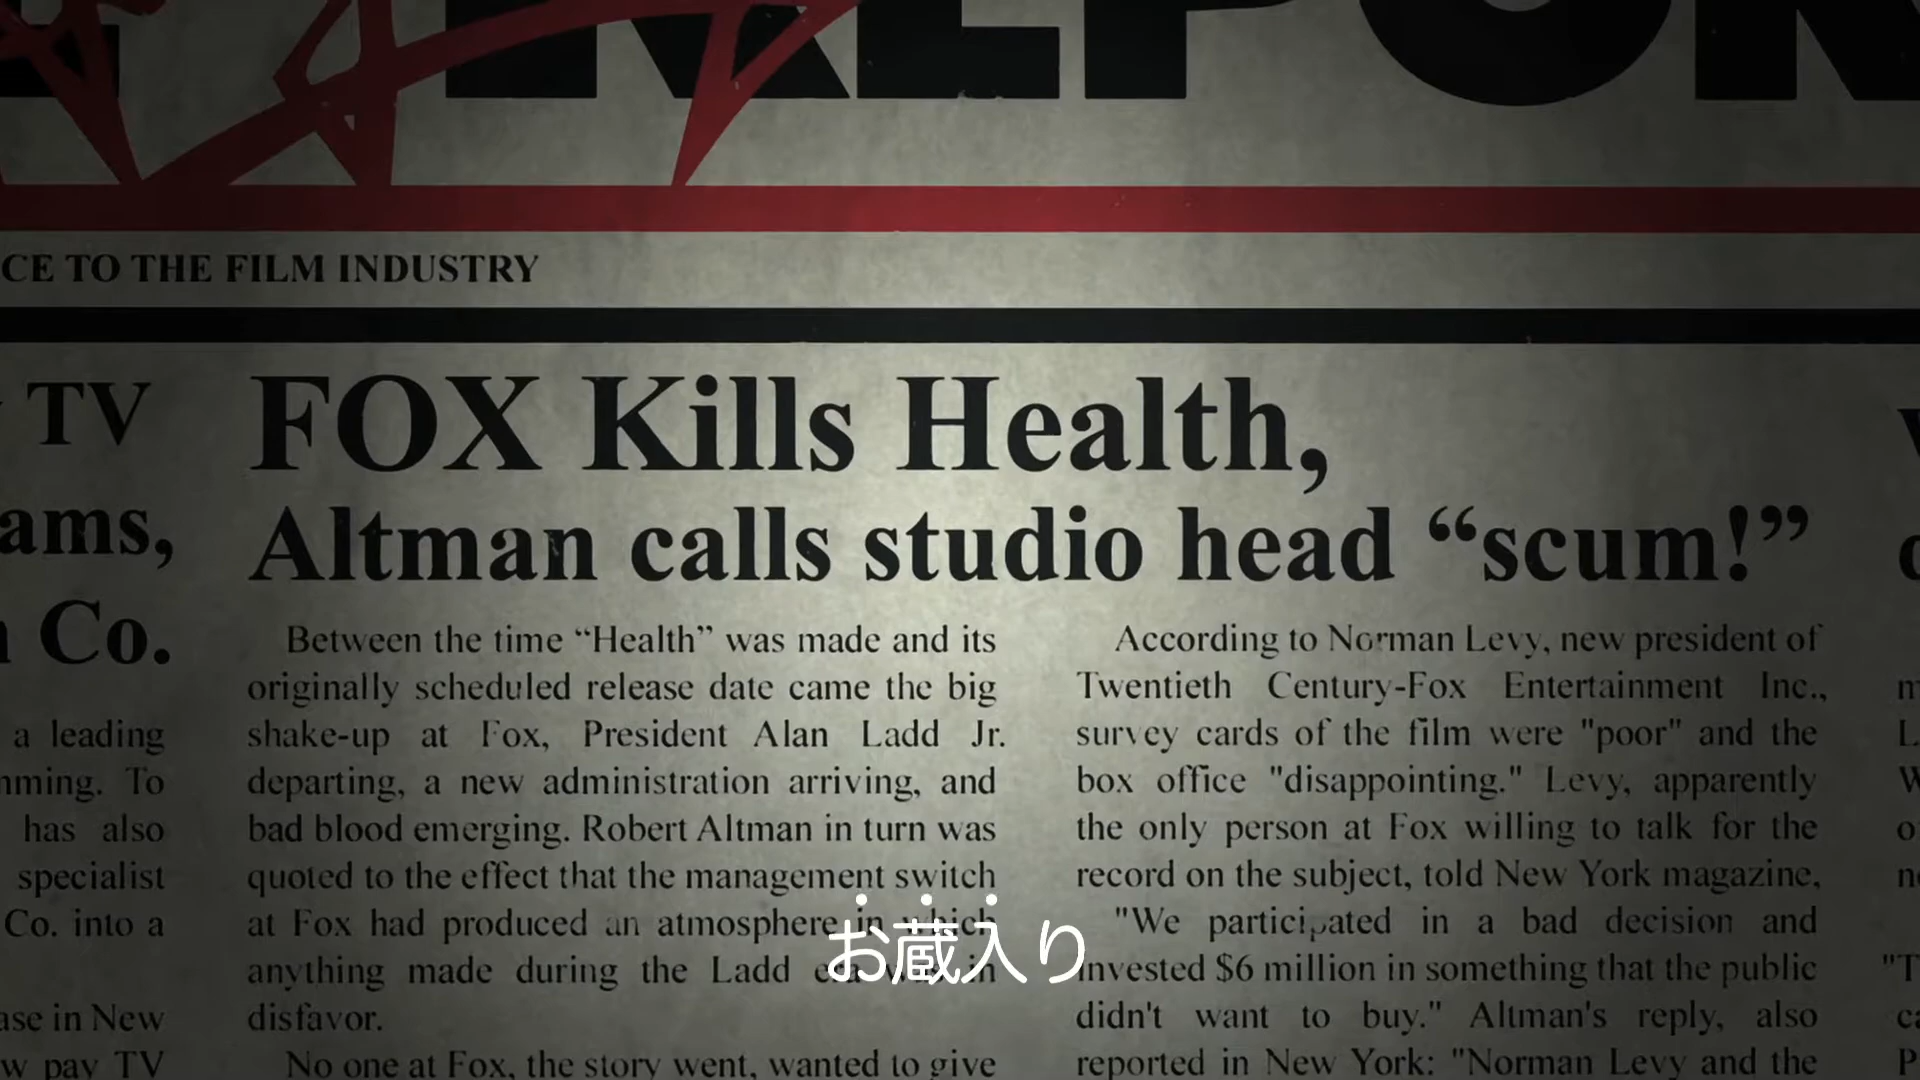 REPOR
CE TO THE FILM INDUSTRY
TV
ams,
Co.
a leading
ming. To
has also
specialist
Co. into a
ase in New
w pay TV
FOX Kills Health,
Altman calls studio head “scum!”
Between the time “Health” was made and its
originally scheduled release date came the big
shake-up at Fox, President Alan Ladd Jr.
departing, a new administration arriving, and
bad blood emerging. Robert Altman in turn was
quoted to the effect that the management switch
at Fox had produced an atmosphere in which
anything made during the Ladd era was in
disfavor.
No one at Fox, the story went, wanted to give
According to Norman Levy, new president of
Twentieth Century-Fox Entertainment Inc.,
survey cards of the film were "poor" and the
box office "disappointing." Levy, apparently
the only person at Fox willing to talk for the
record on the subject, told New York magazine,
"We participated in a bad decision and
invested $6 million in something that the public
didn't want to buy." Altman's reply, also
reported in New York: "Norman Levy and the
お蔵入り